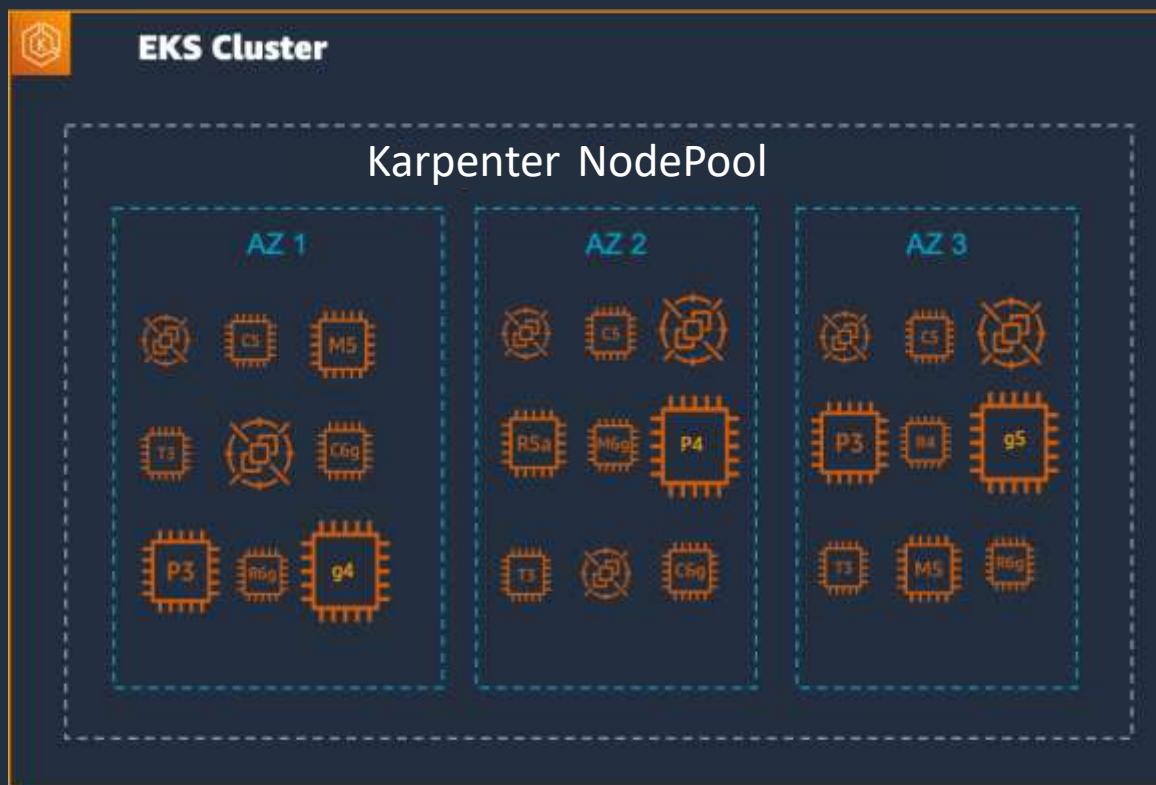 EKS Cluster
Karpenter NodePool
AZ 1
AZ 2
AZ 3
C5
M5
C5
C5
T3
C6g
R5a
M6g
P4
P3
R4
g5
P3
R6g
g4
T3
C6g
T3
M5
R6g